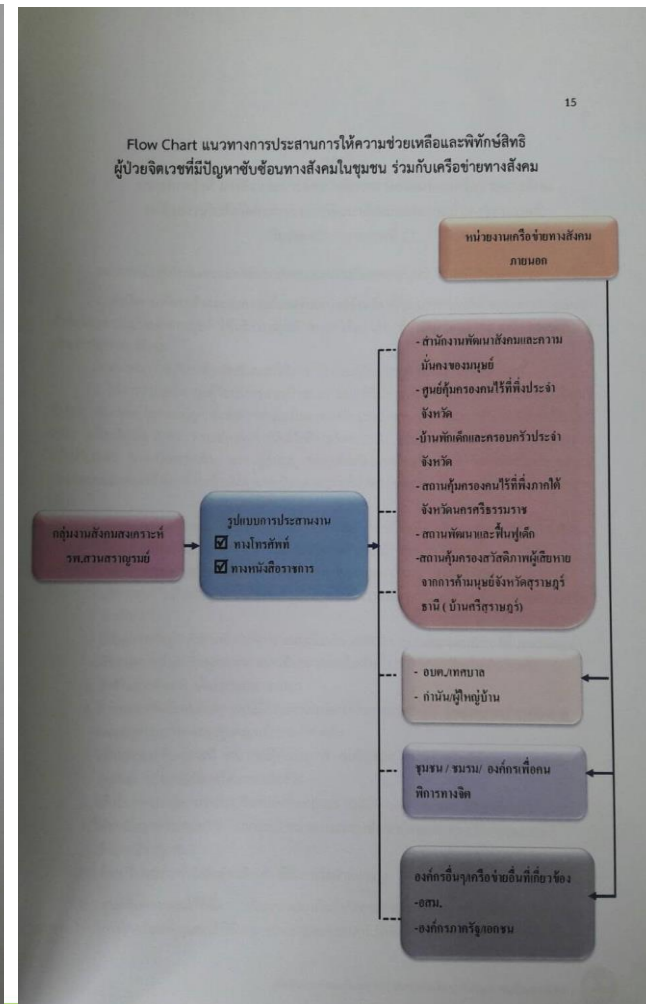 15
Flow Chart แนวทางการประสานการให้ความช่วยเหลือและพิทักษ์สิทธิ
ผู้ป่วยจิตเวชที่มีปัญหาซับซ้อนทางสังคมในชุมชน ร่วมกับเครือข่ายทางสังคม
หน่วยงานเครือข่ายทางสังคม
ภายนอก
- สำนักงานพัฒนาสังคมและความ
มั่นคงของมนุษย์
- ศูนย์คุ้มครองคนไร้ที่พึ่งประจำ
จังหวัด
-บ้านพักเด็กและครอบครัวประจำ
จังหวัด
- สถานคุ้มครองคนไร้ที่พึ่งภาคใต้
จังหวัดนครศรีธรรมราช
- สถานพัฒนาและฟื้นฟูเด็ก
-สถานคุ้มครองสวัสดิภาพผู้เสียหาย
จากการค้ามนุษย์จังหวัดสุราษฎร์
ธานี ( บ้านศรีสุราษฎร์)
กลุ่มงานสังคมสงเคราะห์
รพ.สวนสราญรมย์
รูปแบบการประสานงาน
☑ ทางโทรศัพท์
☑ ทางหนังสือราชการ
- อบต./เทศบาล
- กำนัน/ผู้ใหญ่บ้าน
ชุมชน / ชมรม/ องค์กรเพื่อคน
พิการทางจิต
องค์กรอื่นๆ/เครือข่ายอื่นที่เกี่ยวข้อง
-อสม.
-องค์กรภาครัฐ/เอกชน